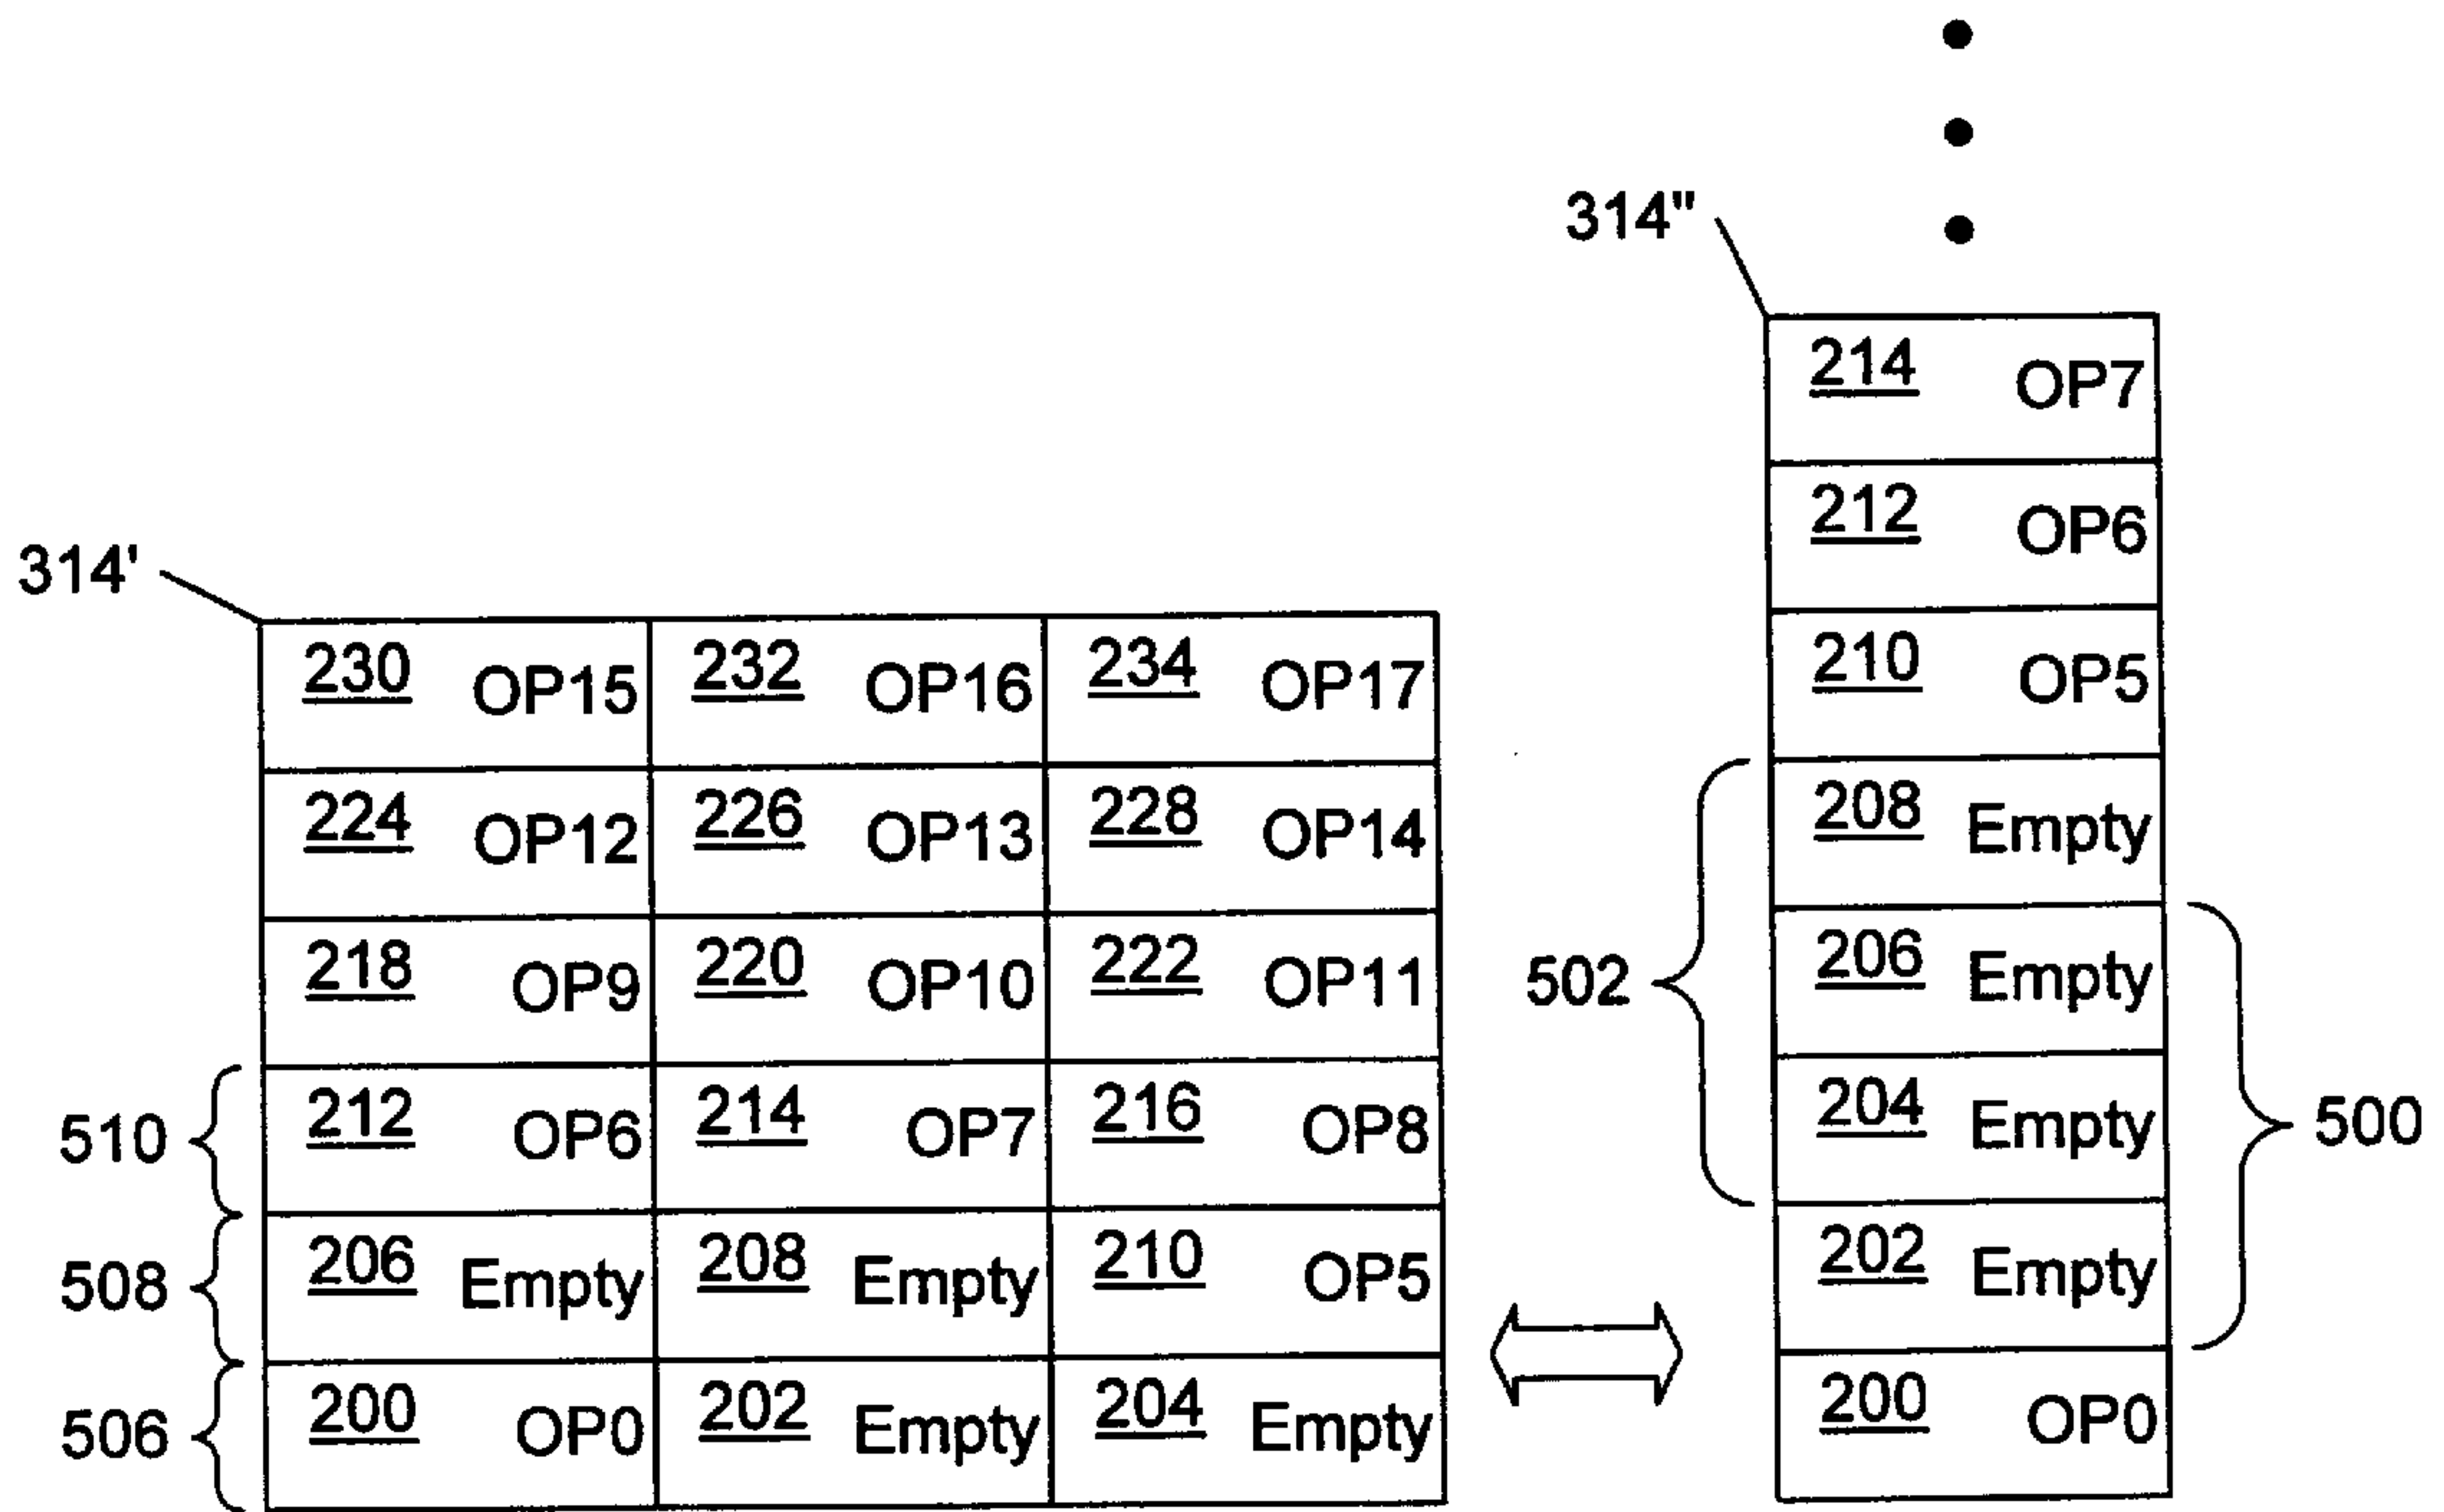 314"
214 OP7
212 OP6
314'
210 OP5
230 OP15 232 OP16 234 OP17
208 Empty
224 OP12 226 OP13 228 OP14
502
206 Empty
218 OP9 220 OP10 222 OP11
204 Empty
500
510
212 OP6 214 OP7 216 OP8
202 Empty
508
206 Empty 208 Empty 210 OP5
200 OP0
506
200 OP0 202 Empty 204 Empty